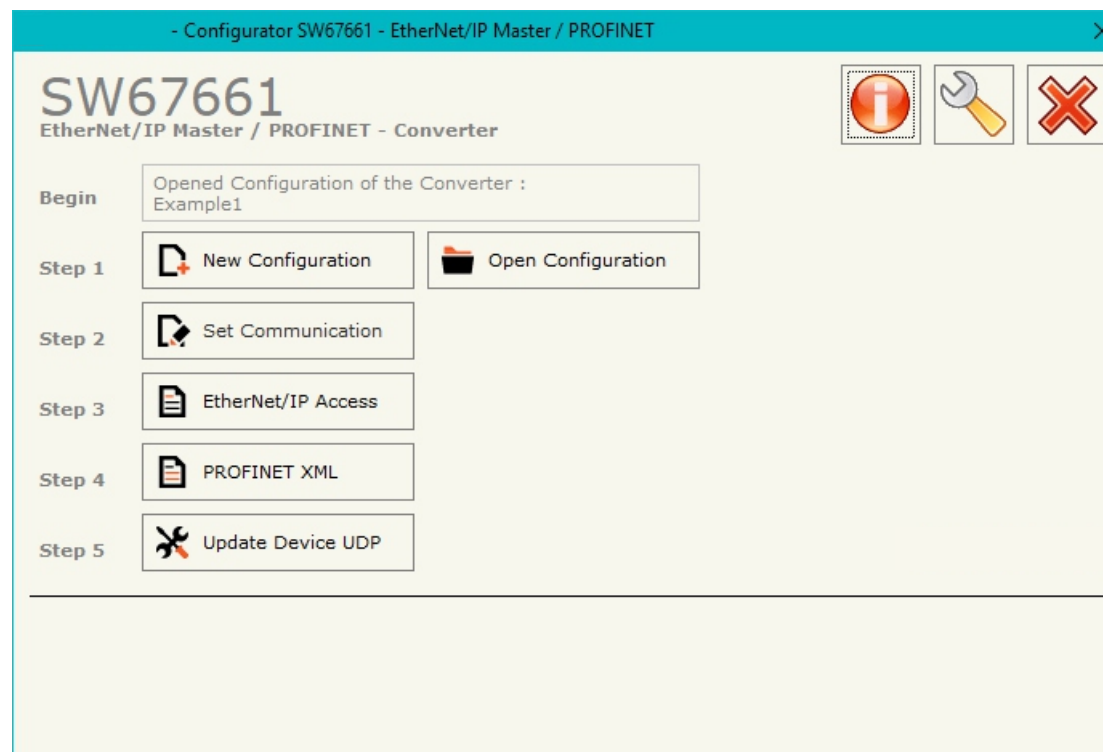 - Configurator SW67661 - EtherNet/IP Master / PROFINET
SW67661
EtherNet/IP Master / PROFINET - Converter
Begin
Opened Configuration of the Converter :
Example1
Step 1
New Configuration
Open Configuration
Step 2
Set Communication
Step 3
EtherNet/IP Access
Step 4
PROFINET XML
Step 5
Update Device UDP